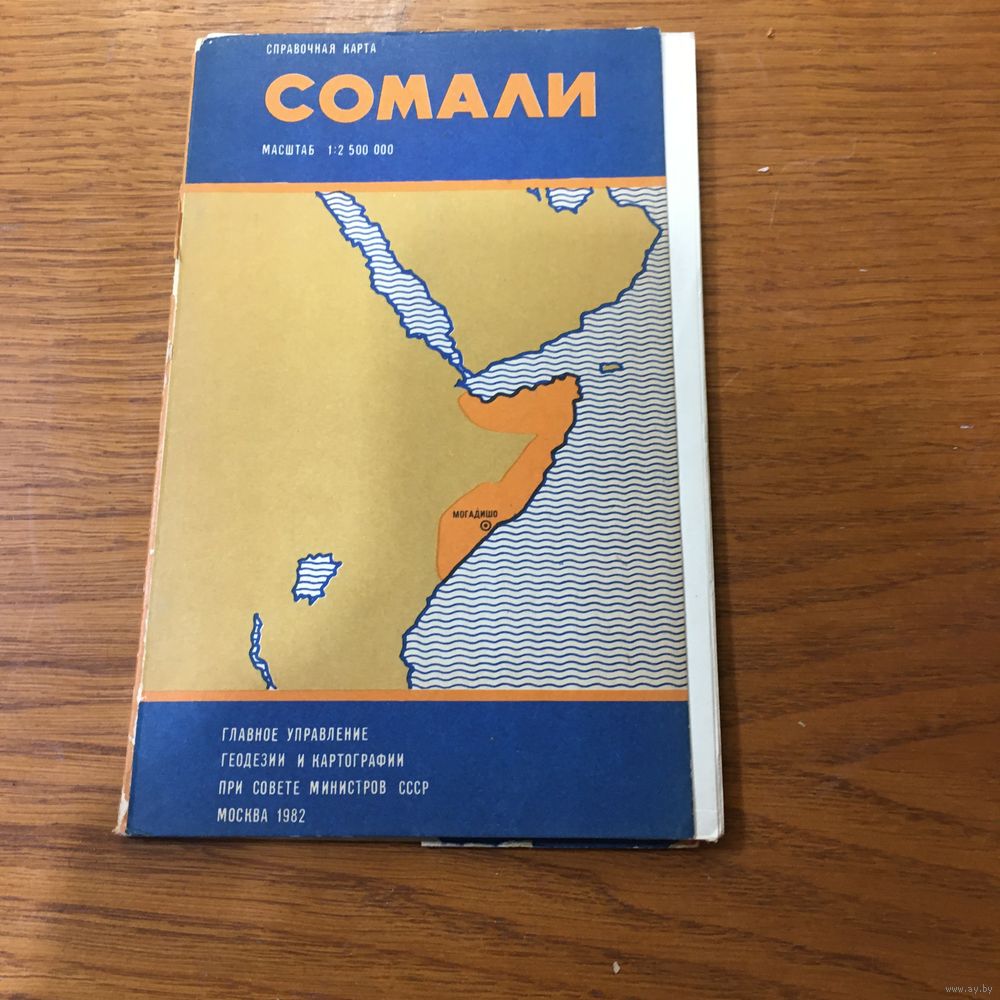 СПРАВОЧНАЯ КАРТА
СОМАЛИ
МАСШТАБ 1:2 500 000
МОГАДИШО
ГЛАВНОЕ УПРАВЛЕНИЕ
ГЕОДЕЗИИ И КАРТОГРАФИИ
ПРИ СОВЕТЕ МИНИСТРОВ СССР
МОСКВА 1982
www.ay.by